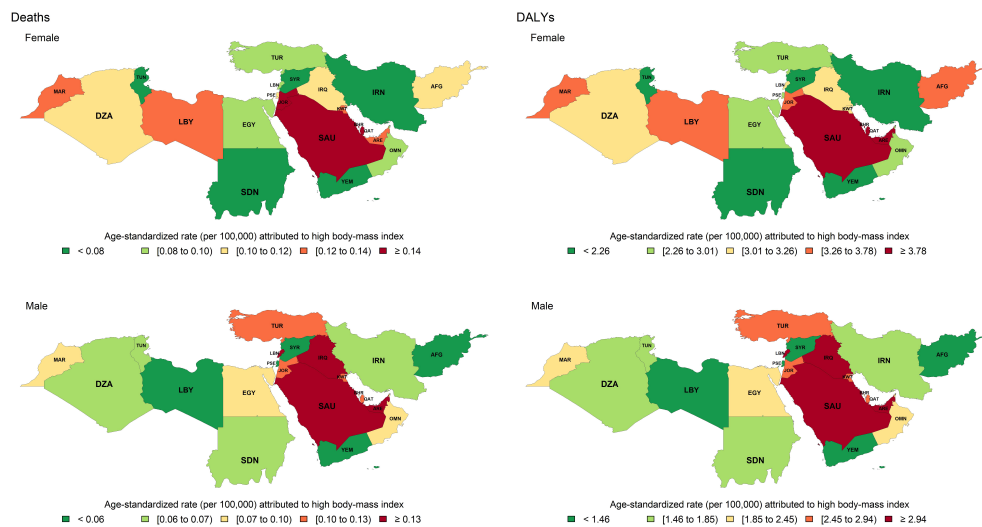 Deaths
Female
MAR
DZA
TUN
LBY
EGY
SDN
TUR
SYR
LBN
PSE
JOR
IRQ
IRN
AFG
KWT
SAU
BHR
QAT
ARE
OMN
YEM
Age-standardized rate (per 100,000) attributed to high body-mass index
< 0.08 [0.08 to 0.10) [0.10 to 0.12) [0.12 to 0.14) ≥ 0.14
DALYs
Female
MAR
DZA
TUN
LBY
EGY
SDN
TUR
SYR
LBN
PSE
JOR
IRQ
IRN
AFG
KWT
SAU
BHR
QAT
OMN
YEM
Age-standardized rate (per 100,000) attributed to high body-mass index
< 2.26 [2.26 to 3.01) [3.01 to 3.26) [3.26 to 3.78) ≥ 3.78
Male
MAR
DZA
TUN
LBY
EGY
SDN
TUR
SYR
LBN
PSE
JOR
IRQ
IRN
AFG
KWT
SAU
BHR
QAT
OMN
YEM
Age-standardized rate (per 100,000) attributed to high body-mass index
< 0.06 [0.06 to 0.07) [0.07 to 0.10) [0.10 to 0.13) ≥ 0.13
Male
MAR
DZA
TUN
LBY
EGY
SDN
TUR
SYR
LBN
PSE
JOR
IRQ
IRN
AFG
KWT
SAU
BHR
QAT
OMN
YEM
Age-standardized rate (per 100,000) attributed to high body-mass index
< 1.46 [1.46 to 1.85) [1.85 to 2.45) [2.45 to 2.94) ≥ 2.94